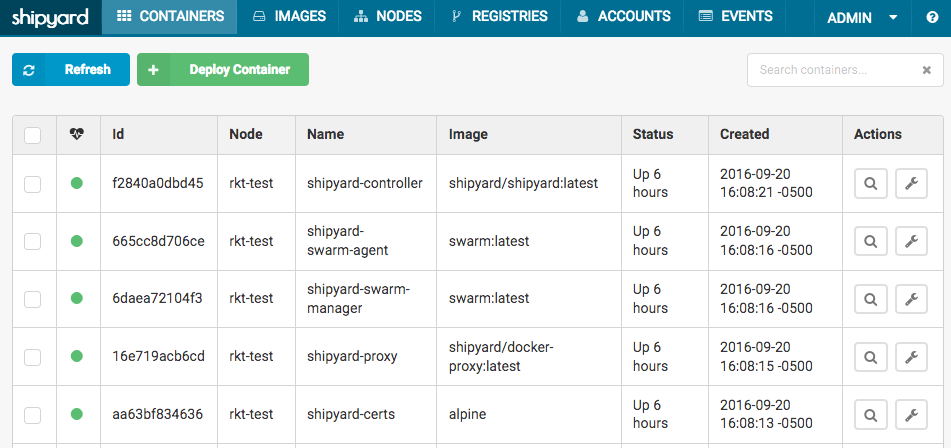 shipyard CONTAINERS IMAGES NODES REGISTRIES ACCOUNTS EVENTS ADMIN
Refresh Deploy Container Search containers...
Id Node Name Image Status Created Actions
f2840a0dbd45 rkt-test shipyard-controller shipyard/shipyard:latest Up 6 hours 2016-09-20 16:08:21 -0500
665cc8d706ce rkt-test shipyard-swarm-agent swarm:latest Up 6 hours 2016-09-20 16:08:16 -0500
6daea72104f3 rkt-test shipyard-swarm-manager swarm:latest Up 6 hours 2016-09-20 16:08:16 -0500
16e719acb6cd rkt-test shipyard-proxy shipyard/docker-proxy:latest Up 6 hours 2016-09-20 16:08:15 -0500
aa63bf834636 rkt-test shipyard-certs alpine Up 6 hours 2016-09-20 16:08:13 -0500